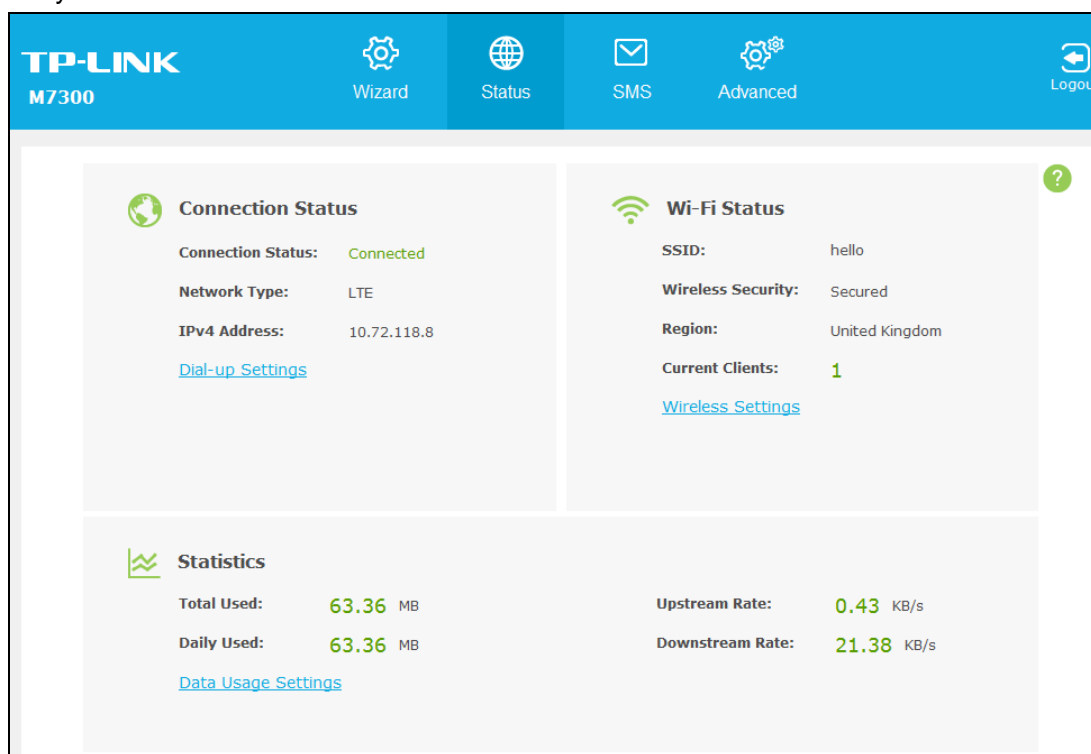 TP-LINK
M7300
Wizard
Status
SMS
Advanced
Logou
?
Connection Status
Connection Status: Connected
Network Type: LTE
IPv4 Address: 10.72.118.8
Dial-up Settings
Wi-Fi Status
SSID: hello
Wireless Security: Secured
Region: United Kingdom
Current Clients: 1
Wireless Settings
Statistics
Total Used: 63.36 MB
Daily Used: 63.36 MB
Data Usage Settings
Upstream Rate: 0.43 KB/s
Downstream Rate: 21.38 KB/s